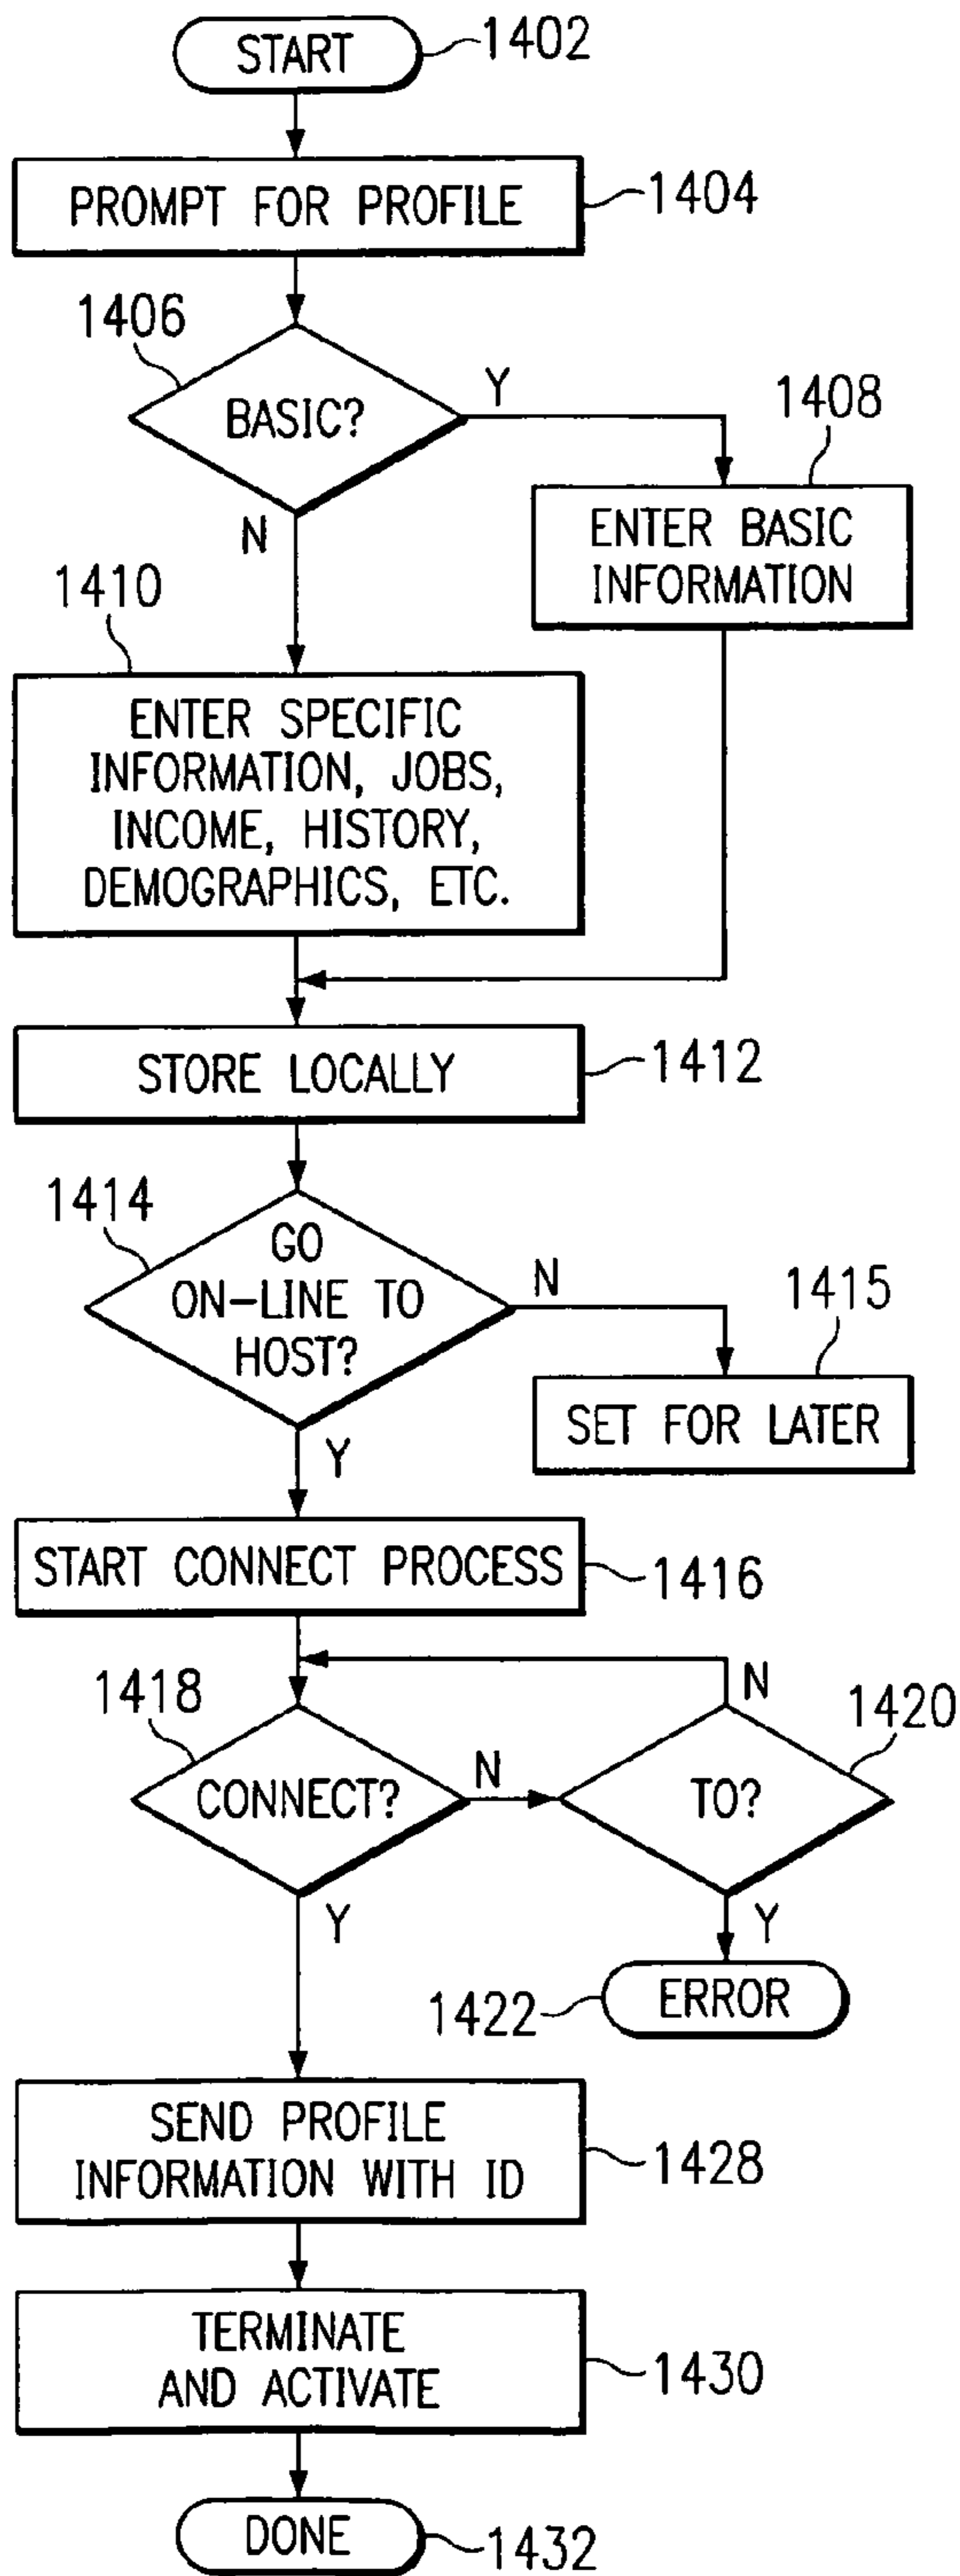 START
1402
PROMPT FOR PROFILE
1404
1406
BASIC?
Y
N
1408
ENTER BASIC
INFORMATION
1410
ENTER SPECIFIC
INFORMATION, JOBS,
INCOME, HISTORY,
DEMOGRAPHICS, ETC.
STORE LOCALLY
1412
1414
GO
ON-LINE TO
HOST?
N
Y
1415
SET FOR LATER
START CONNECT PROCESS
1416
1418
CONNECT?
N
Y
N
1420
TO?
Y
1422
ERROR
SEND PROFILE
INFORMATION WITH ID
1428
TERMINATE
AND ACTIVATE
1430
DONE
1432